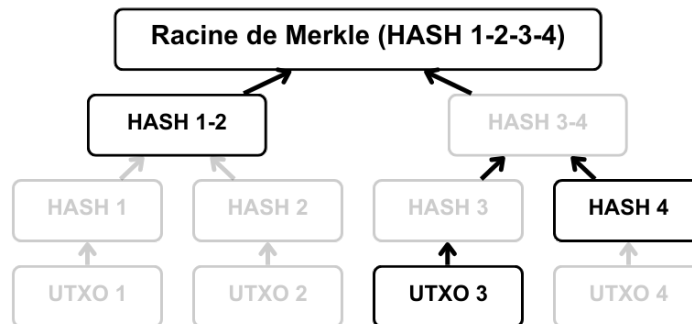 Racine de Merkle (HASH 1-2-3-4)
HASH 1-2
HASH 3-4
HASH 1
HASH 2
HASH 3
HASH 4
UTXO 1
UTXO 2
UTXO 3
UTXO 4